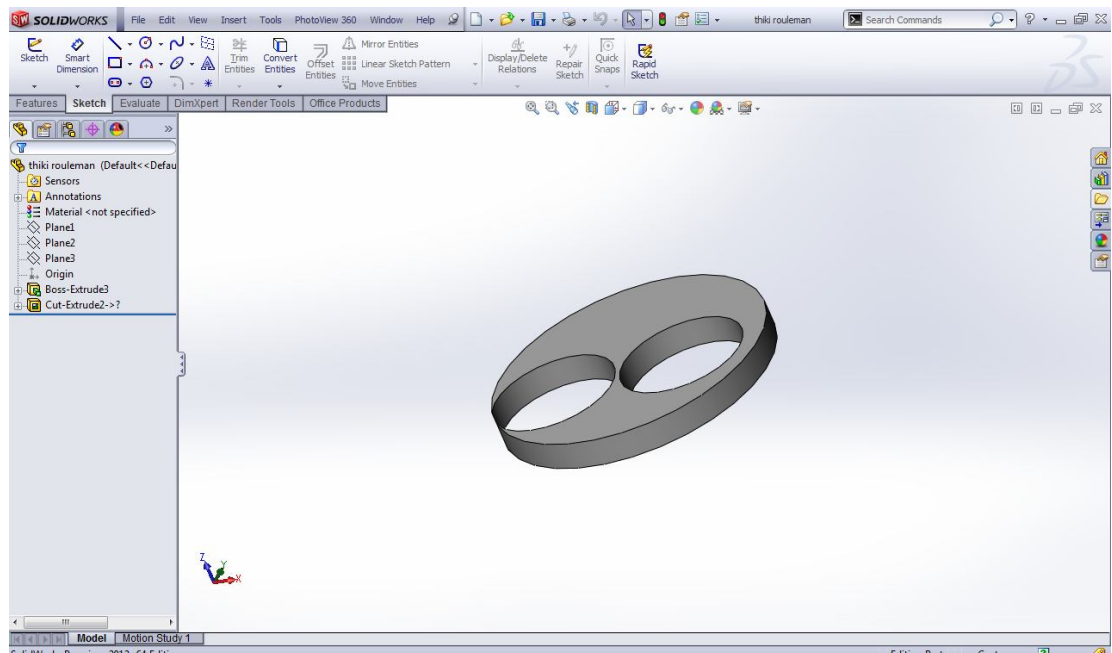 SOLIDWORKS File Edit View Insert Tools PhotoView 360 Window Help thiki rouleman Search Commands
Sketch Smart Dimension Trim Entities Convert Entities Offset Entities Mirror Entities Linear Sketch Pattern Move Entities Display/Delete Relations Repair Sketch Quick Snaps Rapid Sketch
Features Sketch Evaluate DimXpert Render Tools Office Products
thiki rouleman (Default<<Defau
Sensors
Annotations
Material <not specified>
Plane1
Plane2
Plane3
Origin
Boss-Extrude3
Cut-Extrude2->?
Z Y X
Model Motion Study 1